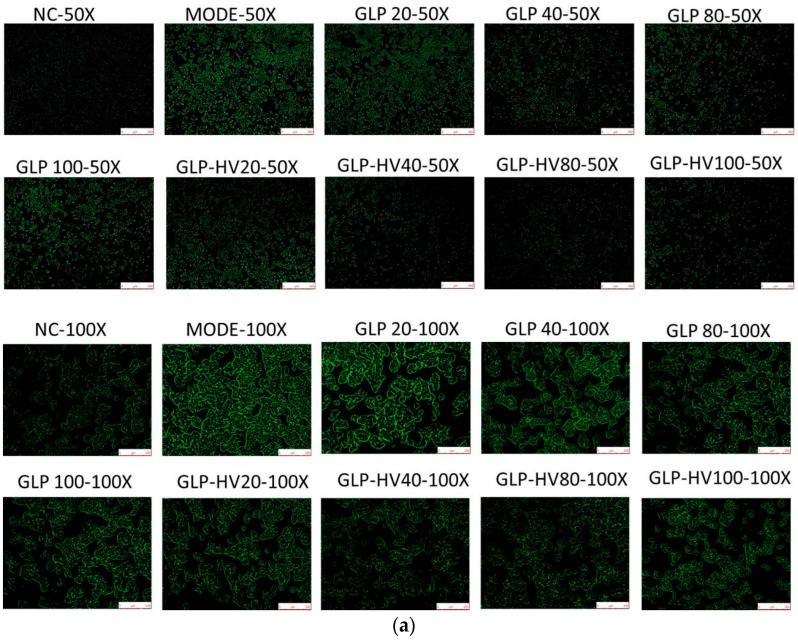 NC-50X MODE-50X GLP 20-50X GLP 40-50X GLP 80-50X
GLP 100-50X GLP-HV20-50X GLP-HV40-50X GLP-HV80-50X GLP-HV100-50X
NC-100X MODE-100X GLP 20-100X GLP 40-100X GLP 80-100X
GLP 100-100X GLP-HV20-100X GLP-HV40-100X GLP-HV80-100X GLP-HV100-100X
(a)